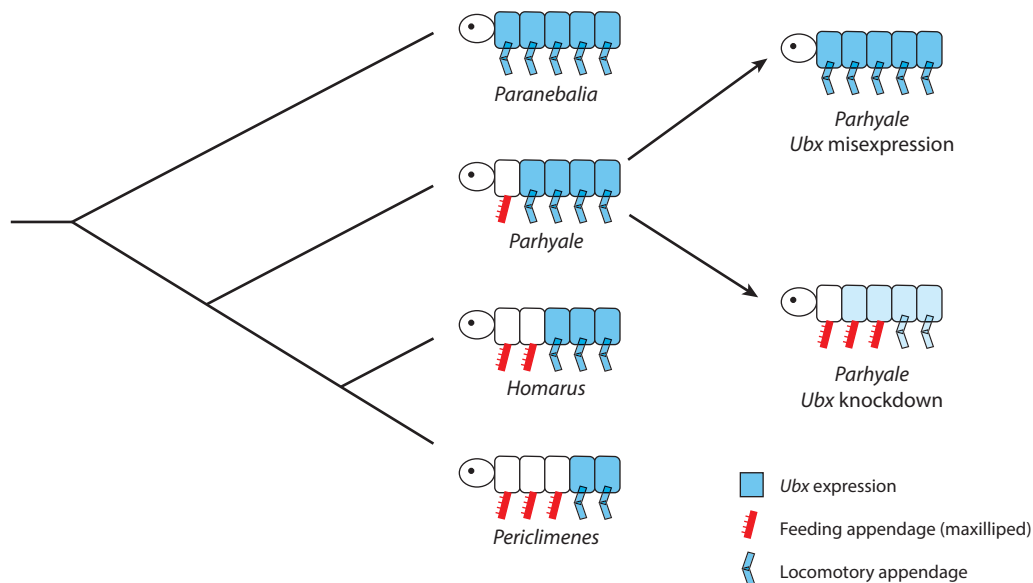 Paranebalia
Parhyale
Ubx misexpression
Parhyale
Homarus
Parhyale
Ubx knockdown
Periclimenes
Ubx expression
Feeding appendage (maxilliped)
Locomotory appendage